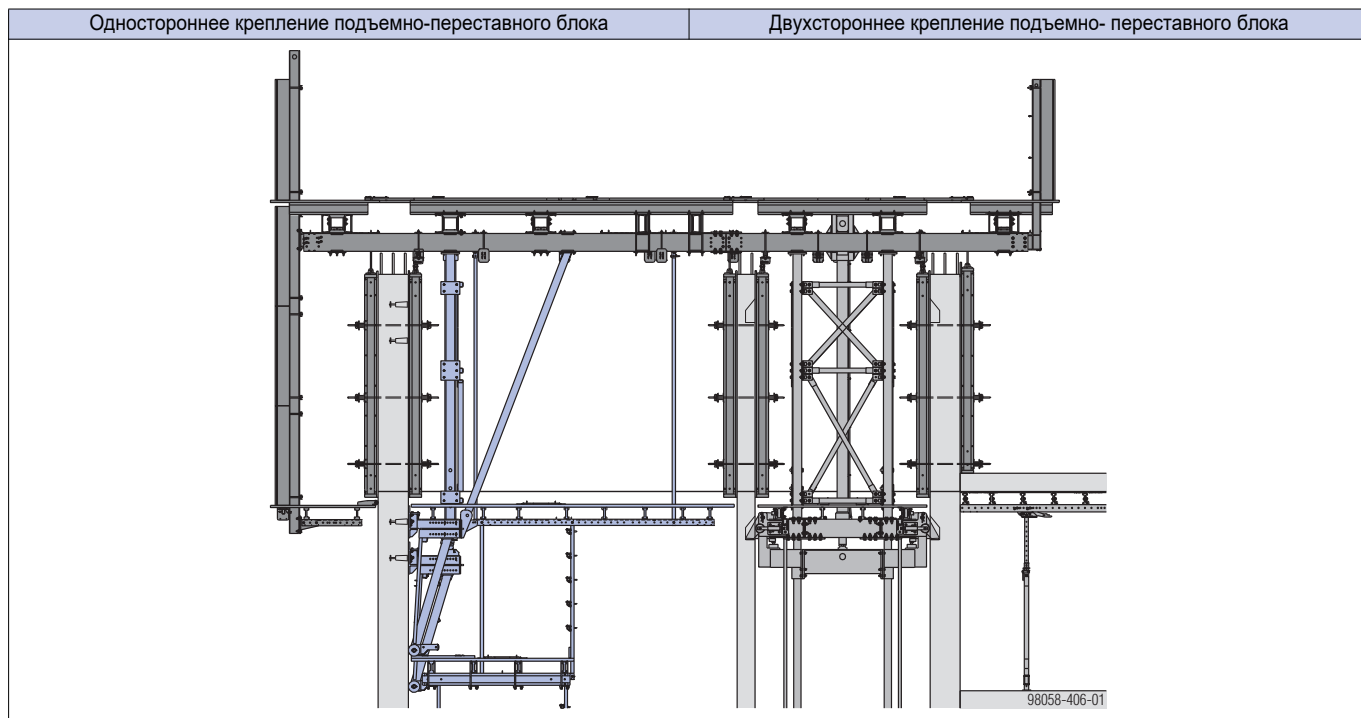 Одностороннее крепление подъемно-переставного блока
Двухстороннее крепление подъемно- переставного блока
98058-406-01